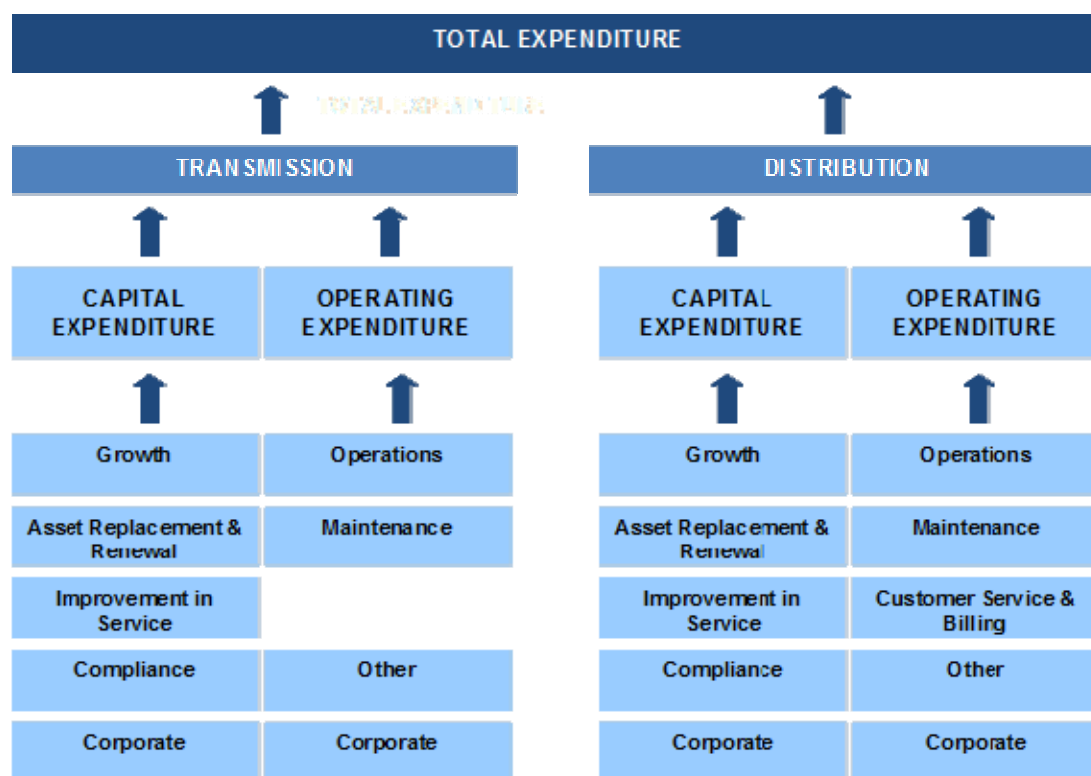 TOTAL EXPENDITURE
TOTAL EXPENDITURE
TRANSMISSION
DISTRIBUTION
CAPITAL
EXPENDITURE
OPERATING
EXPENDITURE
CAPITAL
EXPENDITURE
OPERATING
EXPENDITURE
Growth
Operations
Growth
Operations
Asset Replacement &
Renewal
Maintenance
Asset Replacement &
Renewal
Maintenance
Improvement in
Service
Improvement in
Service
Customer Service &
Billing
Compliance
Other
Compliance
Other
Corporate
Corporate
Corporate
Corporate